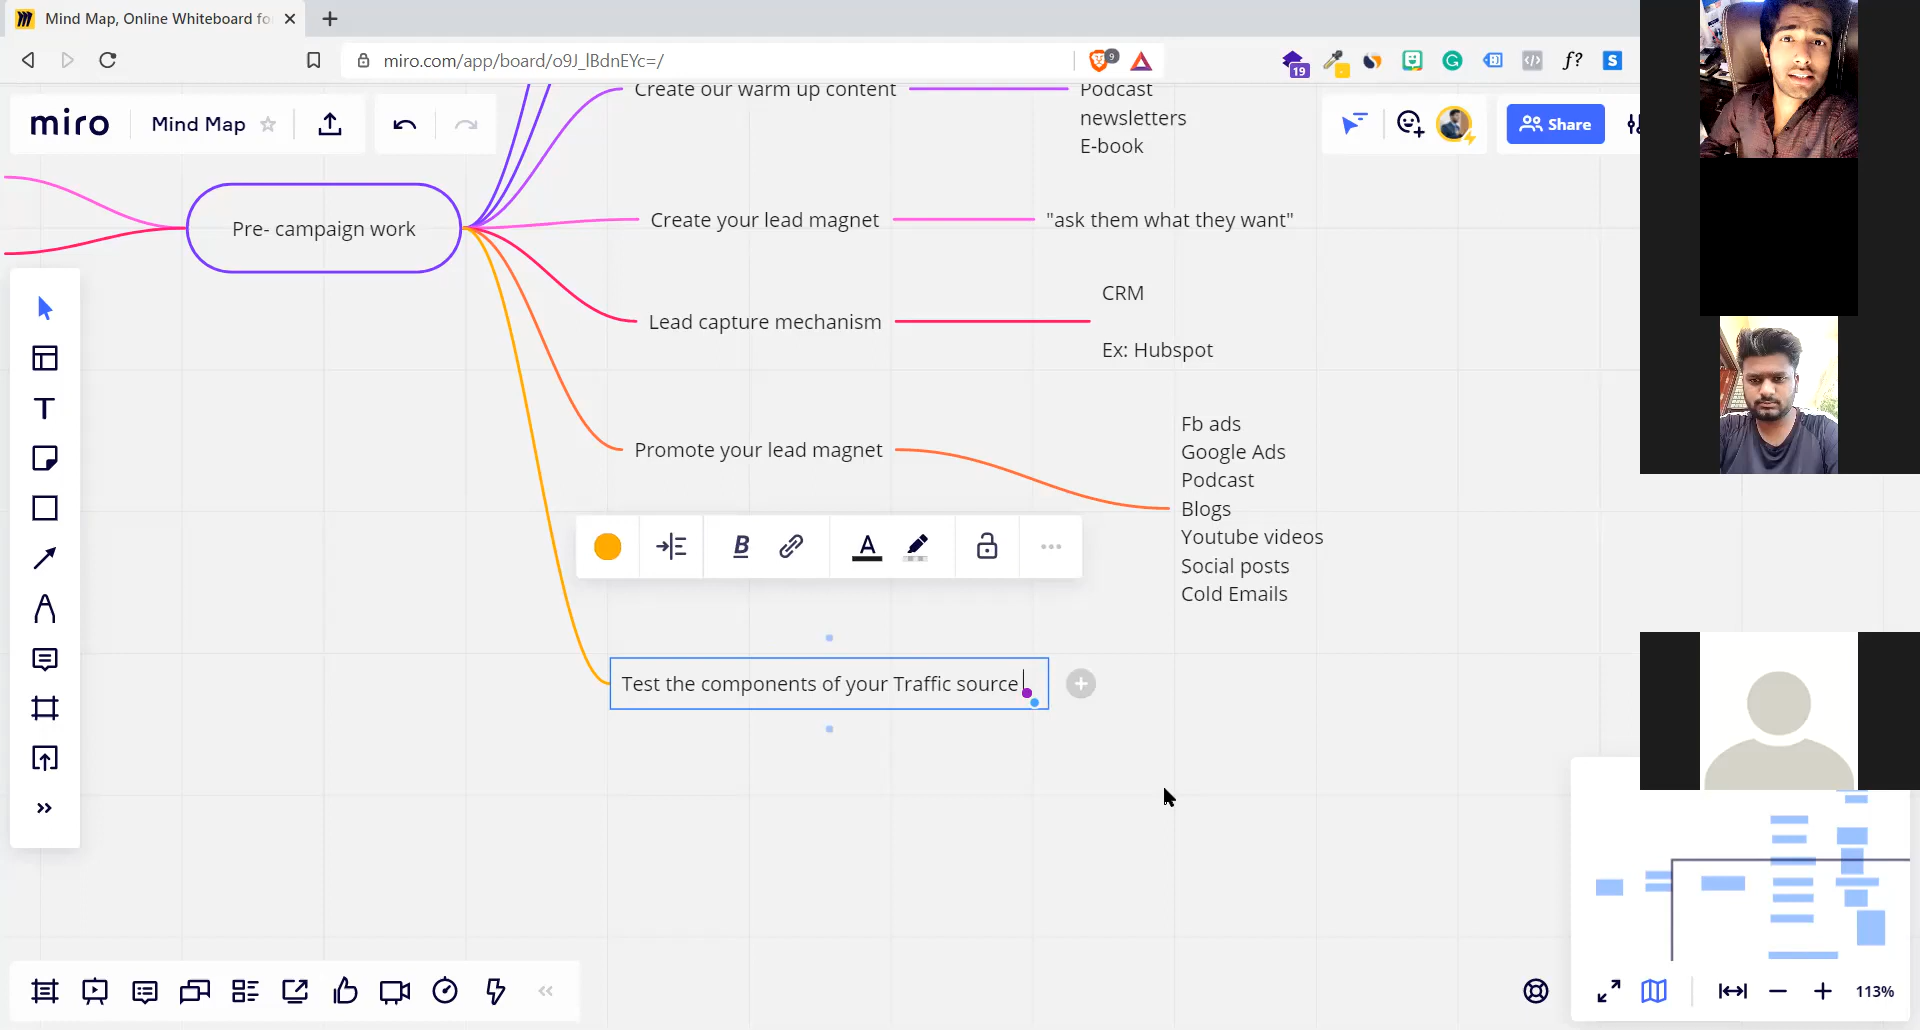 Mind Map, Online Whiteboard fo
miro.com/app/board/o9J_lBdnEYc=/
9
19
f?
S
miro
Mind Map
Share
Create our warm up content
Podcast
newsletters
E-book
Pre- campaign work
Create your lead magnet
"ask them what they want"
Lead capture mechanism
CRM
Ex: Hubspot
Promote your lead magnet
Fb ads
Google Ads
Podcast
Blogs
Youtube videos
Social posts
Cold Emails
B
A
Test the components of your Traffic source
113%